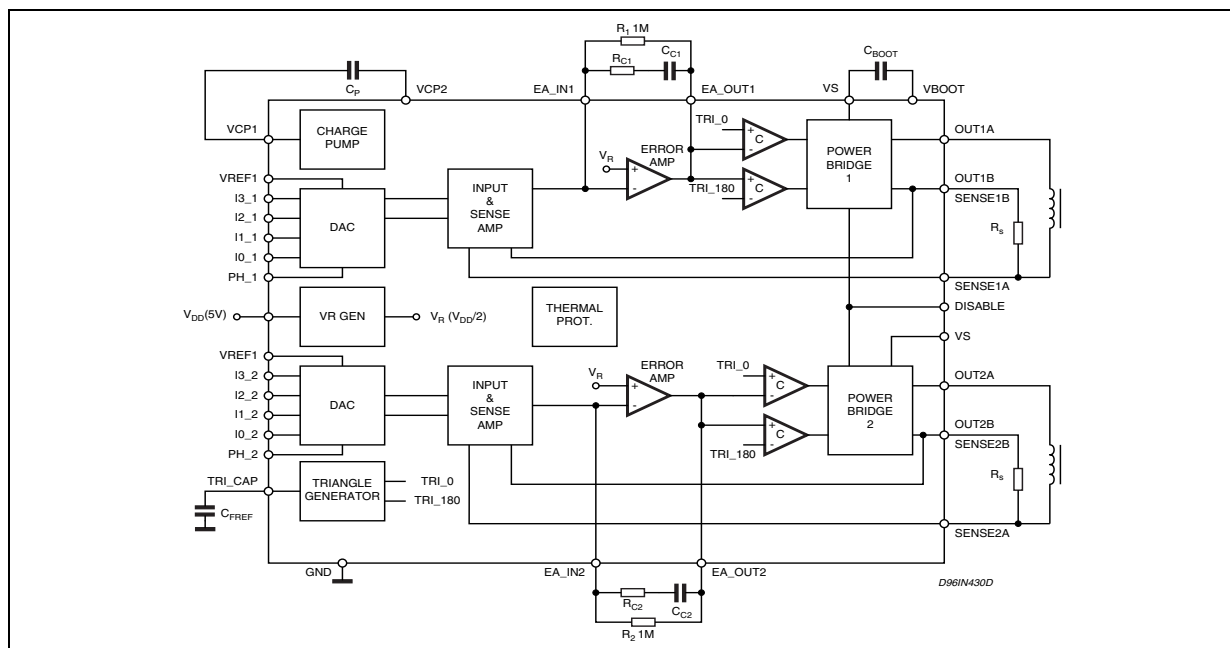 R1 1M
RC1
CC1
CBOOT
CP
VCP2
EA_IN1
EA_OUT1
VS
VBOOT
VCP1
CHARGE
PUMP
TRI_0
+
-
C
POWER
BRIDGE
1
OUT1A
VREF1
I3_1
I2_1
I1_1
I0_1
PH_1
DAC
INPUT
&
SENSE
AMP
VR
ERROR
AMP
+
-
TRI_180
+
-
C
OUT1B
SENSE1B
Rs
SENSE1A
DISABLE
VDD(5V)
VR GEN
VR (VDD/2)
THERMAL
PROT.
VS
VREF1
I3_2
I2_2
I1_2
I0_2
PH_2
DAC
INPUT
&
SENSE
AMP
VR
ERROR
AMP
+
-
TRI_0
+
-
C
TRI_180
+
-
C
POWER
BRIDGE
2
OUT2A
OUT2B
SENSE2B
Rs
SENSE2A
TRI_CAP
TRIANGLE
GENERATOR
TRI_0
TRI_180
CFREF
GND
EA_IN2
EA_OUT2
RC2
CC2
R2 1M
D96IN430D